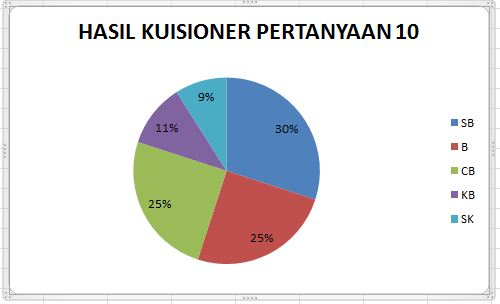 HASIL KUISIONER PERTANYAAN 10
9%
30%
11%
25%
25%
SB
B
CB
KB
SK